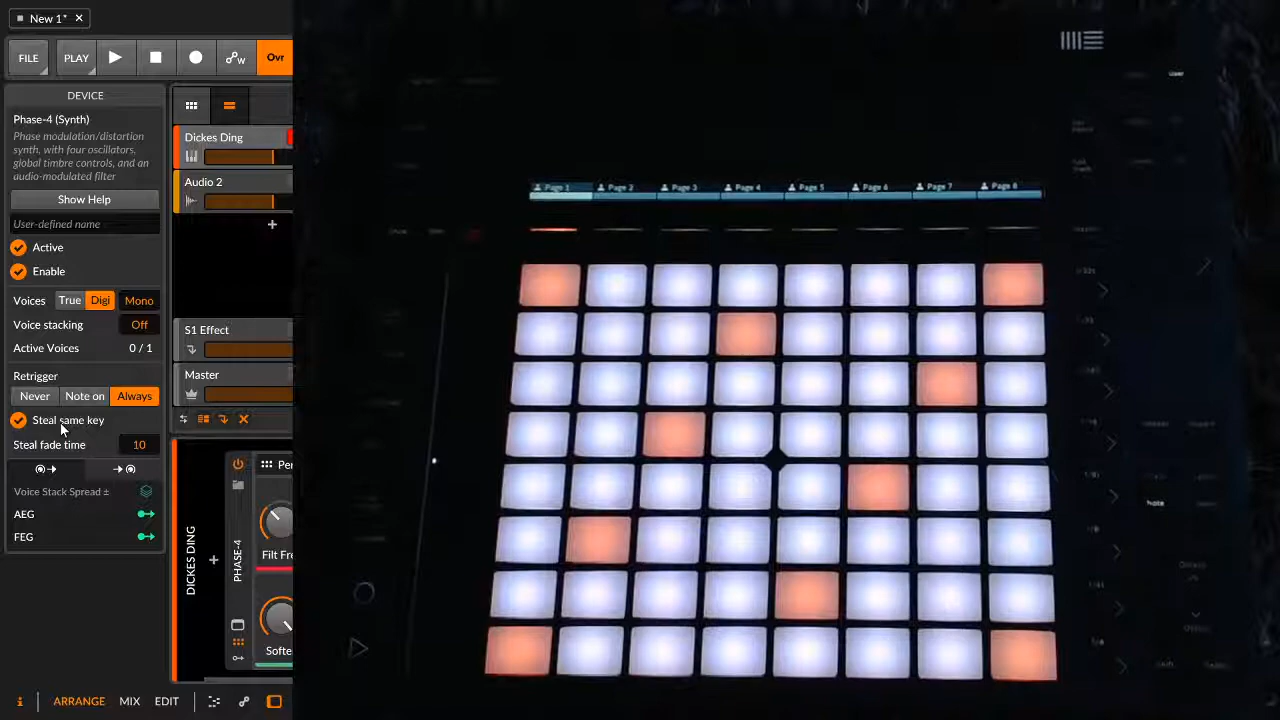 New 1*
FILE
PLAY
Ovr
DEVICE
Phase-4 (Synth)
Phase modulation/distortion
synth, with four oscillators,
global timbre controls, and an
audio-modulated filter
Show Help
User-defined name
Active
Enable
Voices True Digi Mono
Voice stacking Off
Active Voices 0 / 1
Retrigger
Never Note on Always
Steal same key
Steal fade time 10
Voice Stack Spread ±
AEG
FEG
Dickes Ding
Audio 2
S1 Effect
Master
DICKES DING
PHASE-4
Per
Filt Fre
Softe
i ARRANGE MIX EDIT
Page 1 Page 2 Page 3 Page 4 Page 5 Page 6 Page 7 Page 8
User
Note